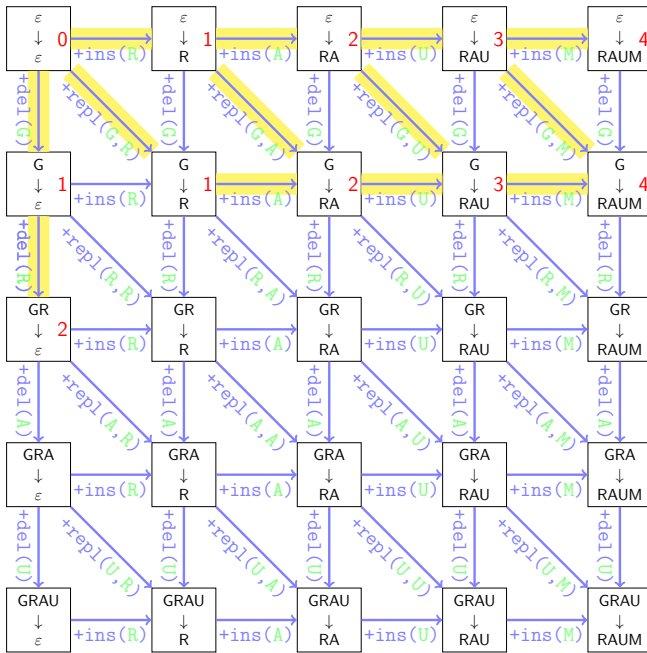 ε ε ε ε ε
↓ 0 ↓ 1 ↓ 2 ↓ 3 ↓ 4
ε +ins(R) R +ins(A) RA +ins(U) RAU +ins(M) RAUM
+del(G) +repl(G,R) +del(G) +repl(G,A) +del(G) +repl(G,U) +del(G) +repl(G,M) +del(G)
G G G G G
↓ 1 ↓ 1 ↓ 2 ↓ 3 ↓ 4
ε +ins(R) R +ins(A) RA +ins(U) RAU +ins(M) RAUM
+del(R) +repl(R,R) +del(R) +repl(R,A) +del(R) +repl(R,U) +del(R) +repl(R,M) +del(R)
GR GR GR GR GR
↓ 2 ↓ ↓ ↓ ↓
ε +ins(R) R +ins(A) RA +ins(U) RAU +ins(M) RAUM
+del(A) +repl(A,R) +del(A) +repl(A,A) +del(A) +repl(A,U) +del(A) +repl(A,M) +del(A)
GRA GRA GRA GRA GRA
↓ ↓ ↓ ↓ ↓
ε +ins(R) R +ins(A) RA +ins(U) RAU +ins(M) RAUM
+del(U) +repl(U,R) +del(U) +repl(U,A) +del(U) +repl(U,U) +del(U) +repl(U,M) +del(U)
GRAU GRAU GRAU GRAU GRAU
↓ ↓ ↓ ↓ ↓
ε +ins(R) R +ins(A) RA +ins(U) RAU +ins(M) RAUM